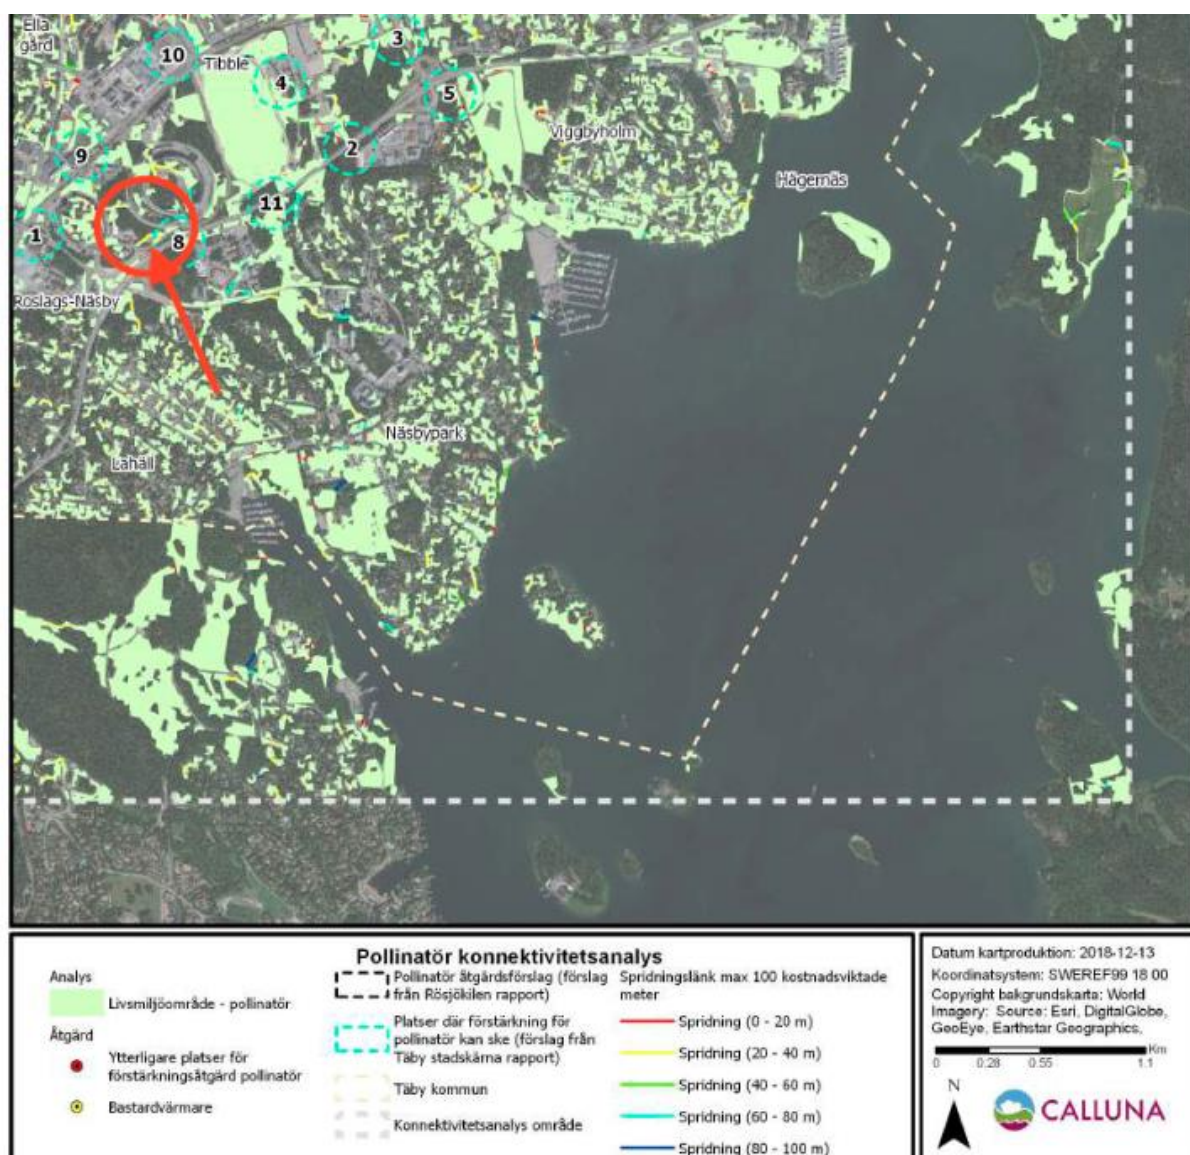 Ella
gård
3
10
Tibble
4
5
Viggbyholm
2
9
Hägernäs
11
1
8
Roslags-Näsby
6
Näsbypark
Lahäll
Pollinatör konnektivitetsanalys
Analys
Livsmiljöområde - pollinatör
Åtgärd
Ytterligare platser för
förstärkningsåtgärd pollinatör
Bastardvärmare
Pollinatör åtgärdsförslag (förslag
från Rösjökilen rapport)
Platser där förstärkning för
pollinatör kan ske (förslag från
Täby stadskärna rapport)
Täby kommun
Konnektivitetsanalys område
Spridningslänk max 100 kostnadsviktade
meter
Spridning (0 - 20 m)
Spridning (20 - 40 m)
Spridning (40 - 60 m)
Spridning (60 - 80 m)
Spridning (80 - 100 m)
Datum kartproduktion: 2018-12-13
Koordinatsystem: SWEREF99 18 00
Copyright bakgrundskarta: World
Imagery: Source: Esri, DigitalGlobe,
GeoEye, Earthstar Geographics,
Km
0 0.28 0.55 1.1
N
CALLUNA